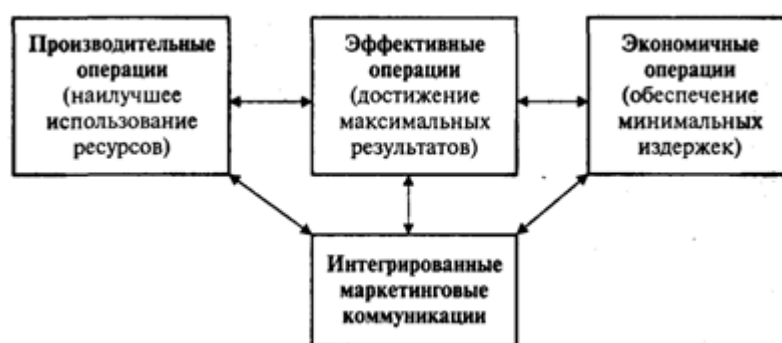 Производительные
операции
(наилучшее
использование
ресурсов)
Эффективные
операции
(достижение
максимальных
результатов)
Экономичные
операции
(обеспечение
минимальных
издержек)
Интегрированные
маркетинговые
коммуникации